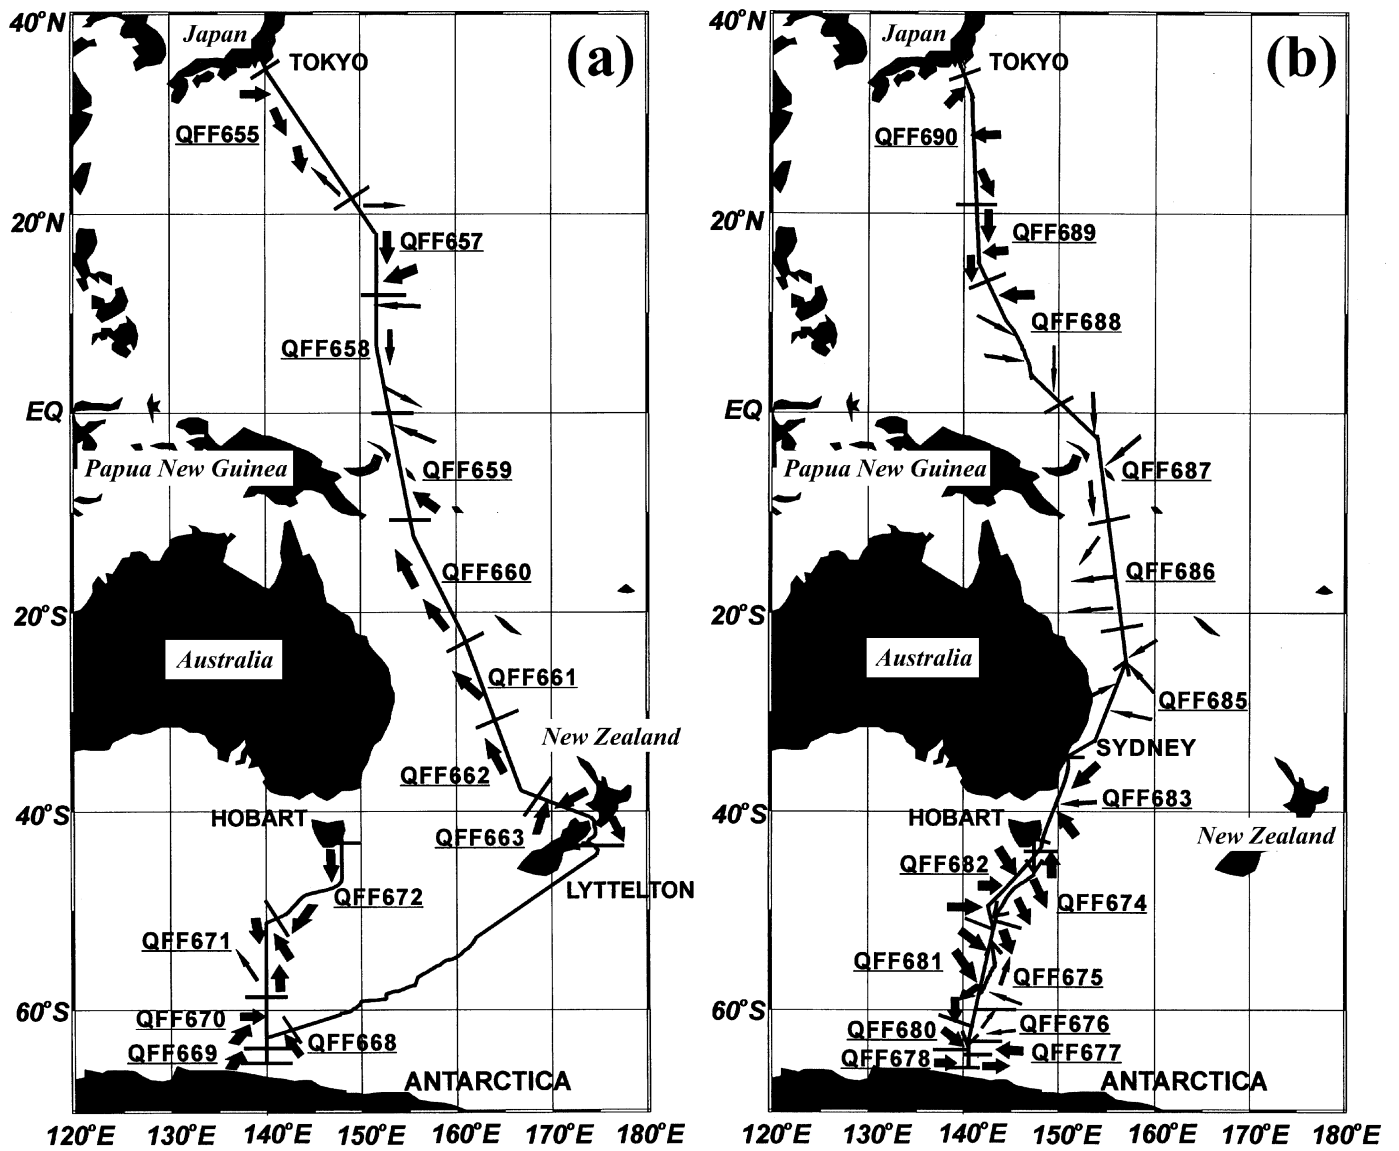 40°N
20°N
EQ
20°S
40°S
60°S
120°E 130°E 140°E 150°E 160°E 170°E 180°E
(a)
Japan
TOKYO
QFF655
QFF657
QFF658
QFF659
Papua New Guinea
QFF660
Australia
QFF661
New Zealand
QFF662
HOBART
QFF663
LYTTELTON
QFF672
QFF671
QFF670
QFF668
QFF669
ANTARCTICA
40°N
20°N
EQ
20°S
40°S
60°S
120°E 130°E 140°E 150°E 160°E 170°E 180°E
(b)
Japan
TOKYO
QFF690
QFF689
QFF688
Papua New Guinea
QFF687
QFF686
Australia
QFF685
SYDNEY
QFF683
HOBART
New Zealand
QFF682
QFF674
QFF681
QFF675
QFF680
QFF676
QFF678
QFF677
ANTARCTICA